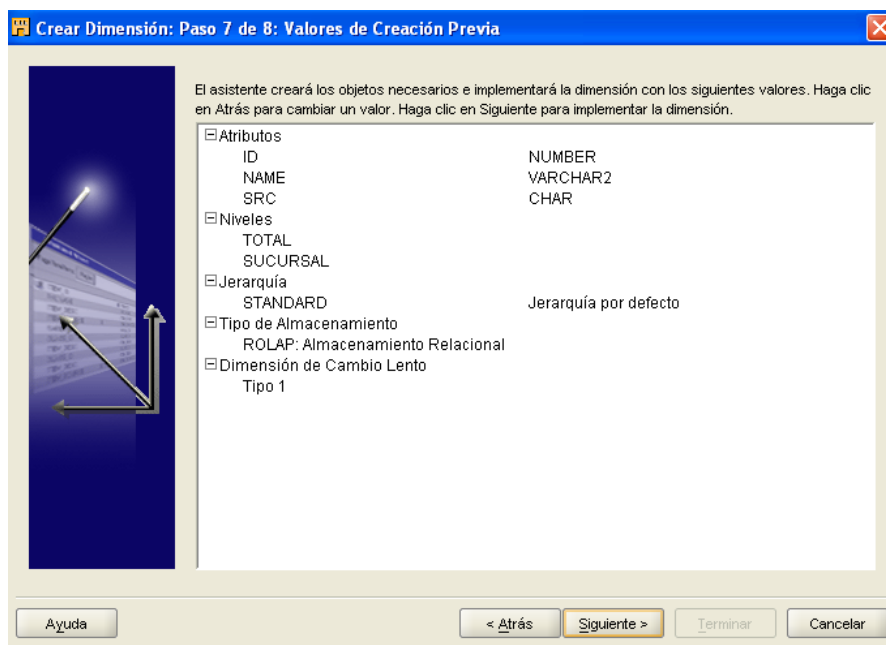 Crear Dimensión: Paso 7 de 8: Valores de Creación Previa
El asistente creará los objetos necesarios e implementará la dimensión con los siguientes valores. Haga clic
en Atrás para cambiar un valor. Haga clic en Siguiente para implementar la dimensión.
Atributos
ID NUMBER
NAME VARCHAR2
SRC CHAR
Niveles
TOTAL
SUCURSAL
Jerarquía
STANDARD Jerarquía por defecto
Tipo de Almacenamiento
ROLAP: Almacenamiento Relacional
Dimensión de Cambio Lento
Tipo 1
Ayuda < Atrás Siguiente > Terminar Cancelar